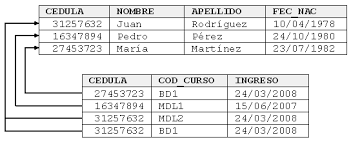 CEDULA NOMBRE APELLIDO FEC_NAC
31257632 Juan Rodríguez 10/04/1978
16347894 Pedro Pérez 24/10/1980
27453723 María Martínez 23/07/1982
CEDULA COD_CURSO INGRESO
27453723 BD1 24/03/2008
16347894 MDL1 15/06/2007
31257632 MDL2 24/03/2008
31257632 BD1 24/03/2008